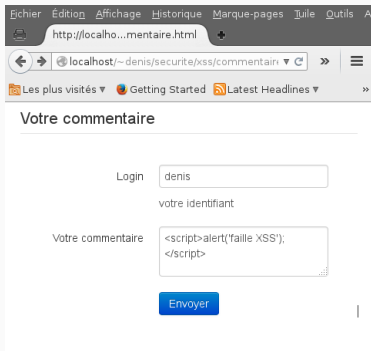 Fichier Édition Affichage Historique Marque-pages Tuile Outils A
http://localho...mentaire.html
localhost/~denis/securite/xss/commentaire
Les plus visités Getting Started Latest Headlines »
Votre commentaire
Login denis
votre identifiant
Votre commentaire <script>alert('faille XSS');
</script>
Envoyer